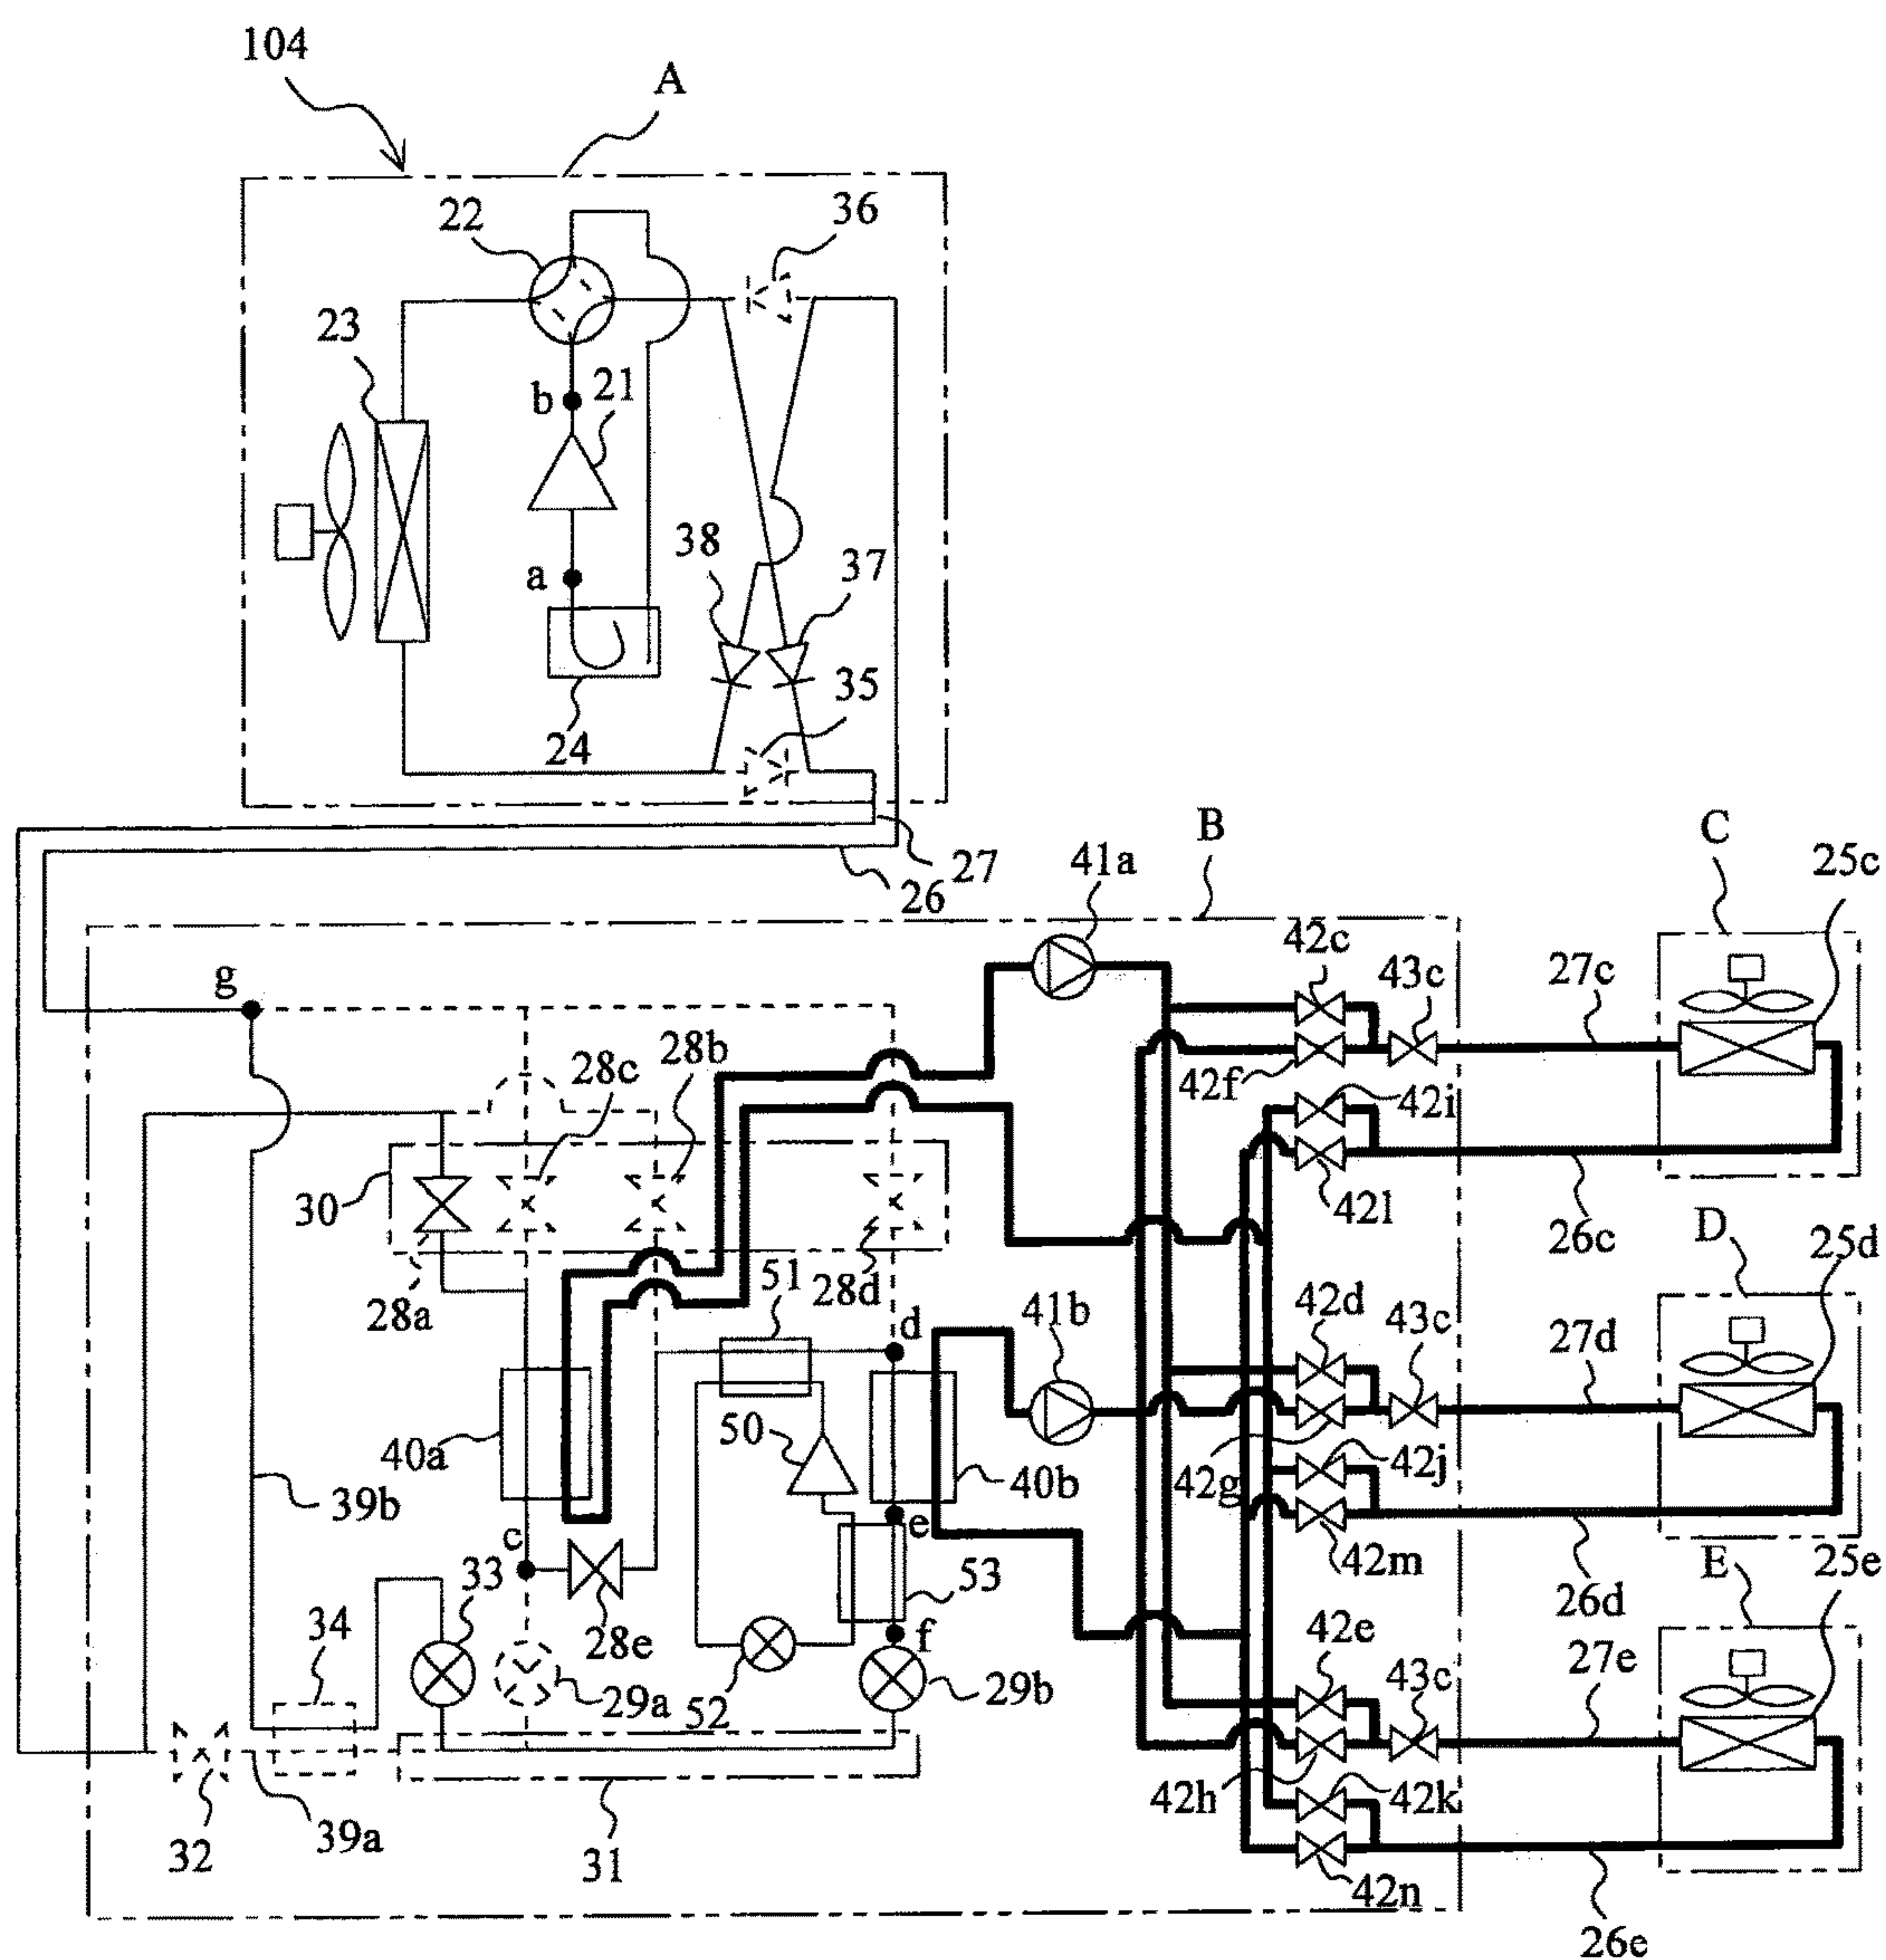 104
A
22
36
23
b
21
38
37
a
35
24
B
27
26
41a
C
25c
42c
43c
27c
g
28c
28b
42f
42i
30
42l
26c
28a
51
28d
D
25d
42d
43c
27d
d
41b
50
40a
40b
42g
42j
39b
e
c
42m
26d
E
25e
33
53
34
28e
f
42e
43c
27e
29a
52
29b
42h
42k
32
39a
31
42n
26e